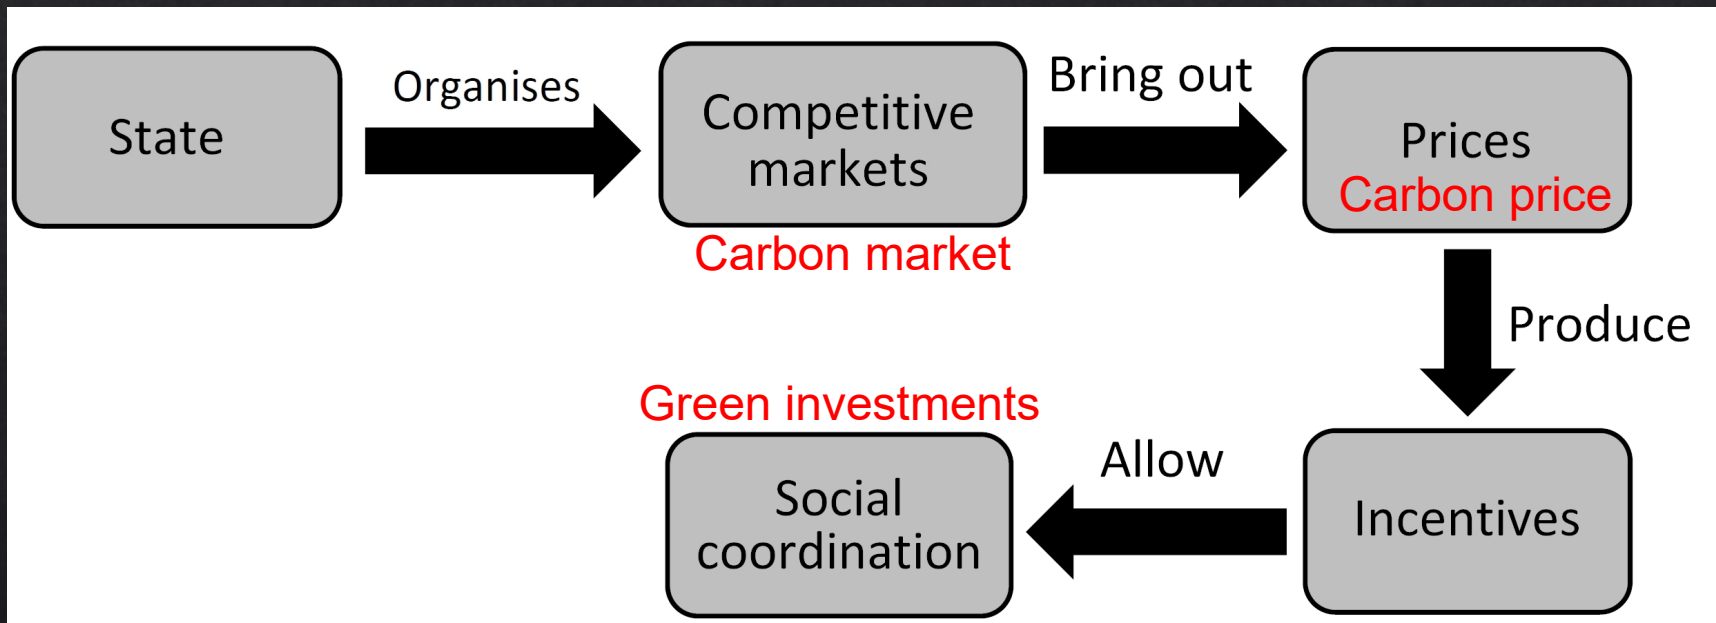 State
Organises
Competitive
markets
Carbon market
Bring out
Prices
Carbon price
Produce
Incentives
Allow
Green investments
Social
coordination